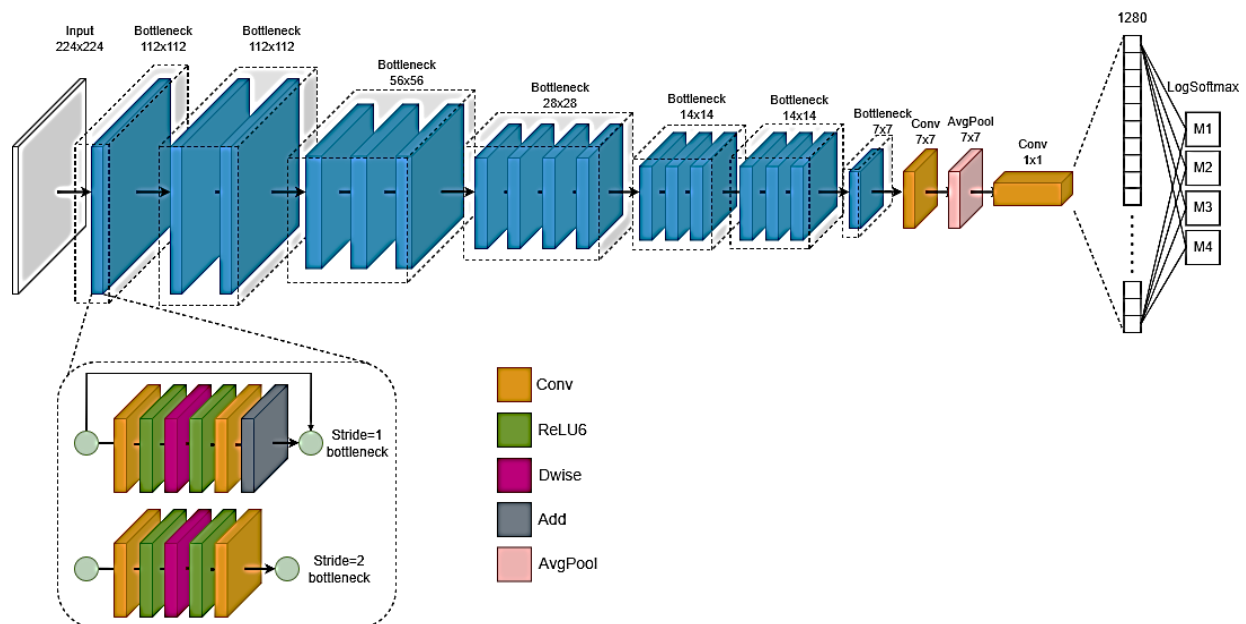 Input
224x224
Bottleneck
112x112
Bottleneck
112x112
Bottleneck
56x56
Bottleneck
28x28
Bottleneck
14x14
Bottleneck
14x14
Bottleneck
7x7
Conv
7x7
AvgPool
7x7
Conv
1x1
1280
LogSoftmax
M1
M2
M3
M4
Stride=1
bottleneck
Stride=2
bottleneck
Conv
ReLU6
Dwise
Add
AvgPool